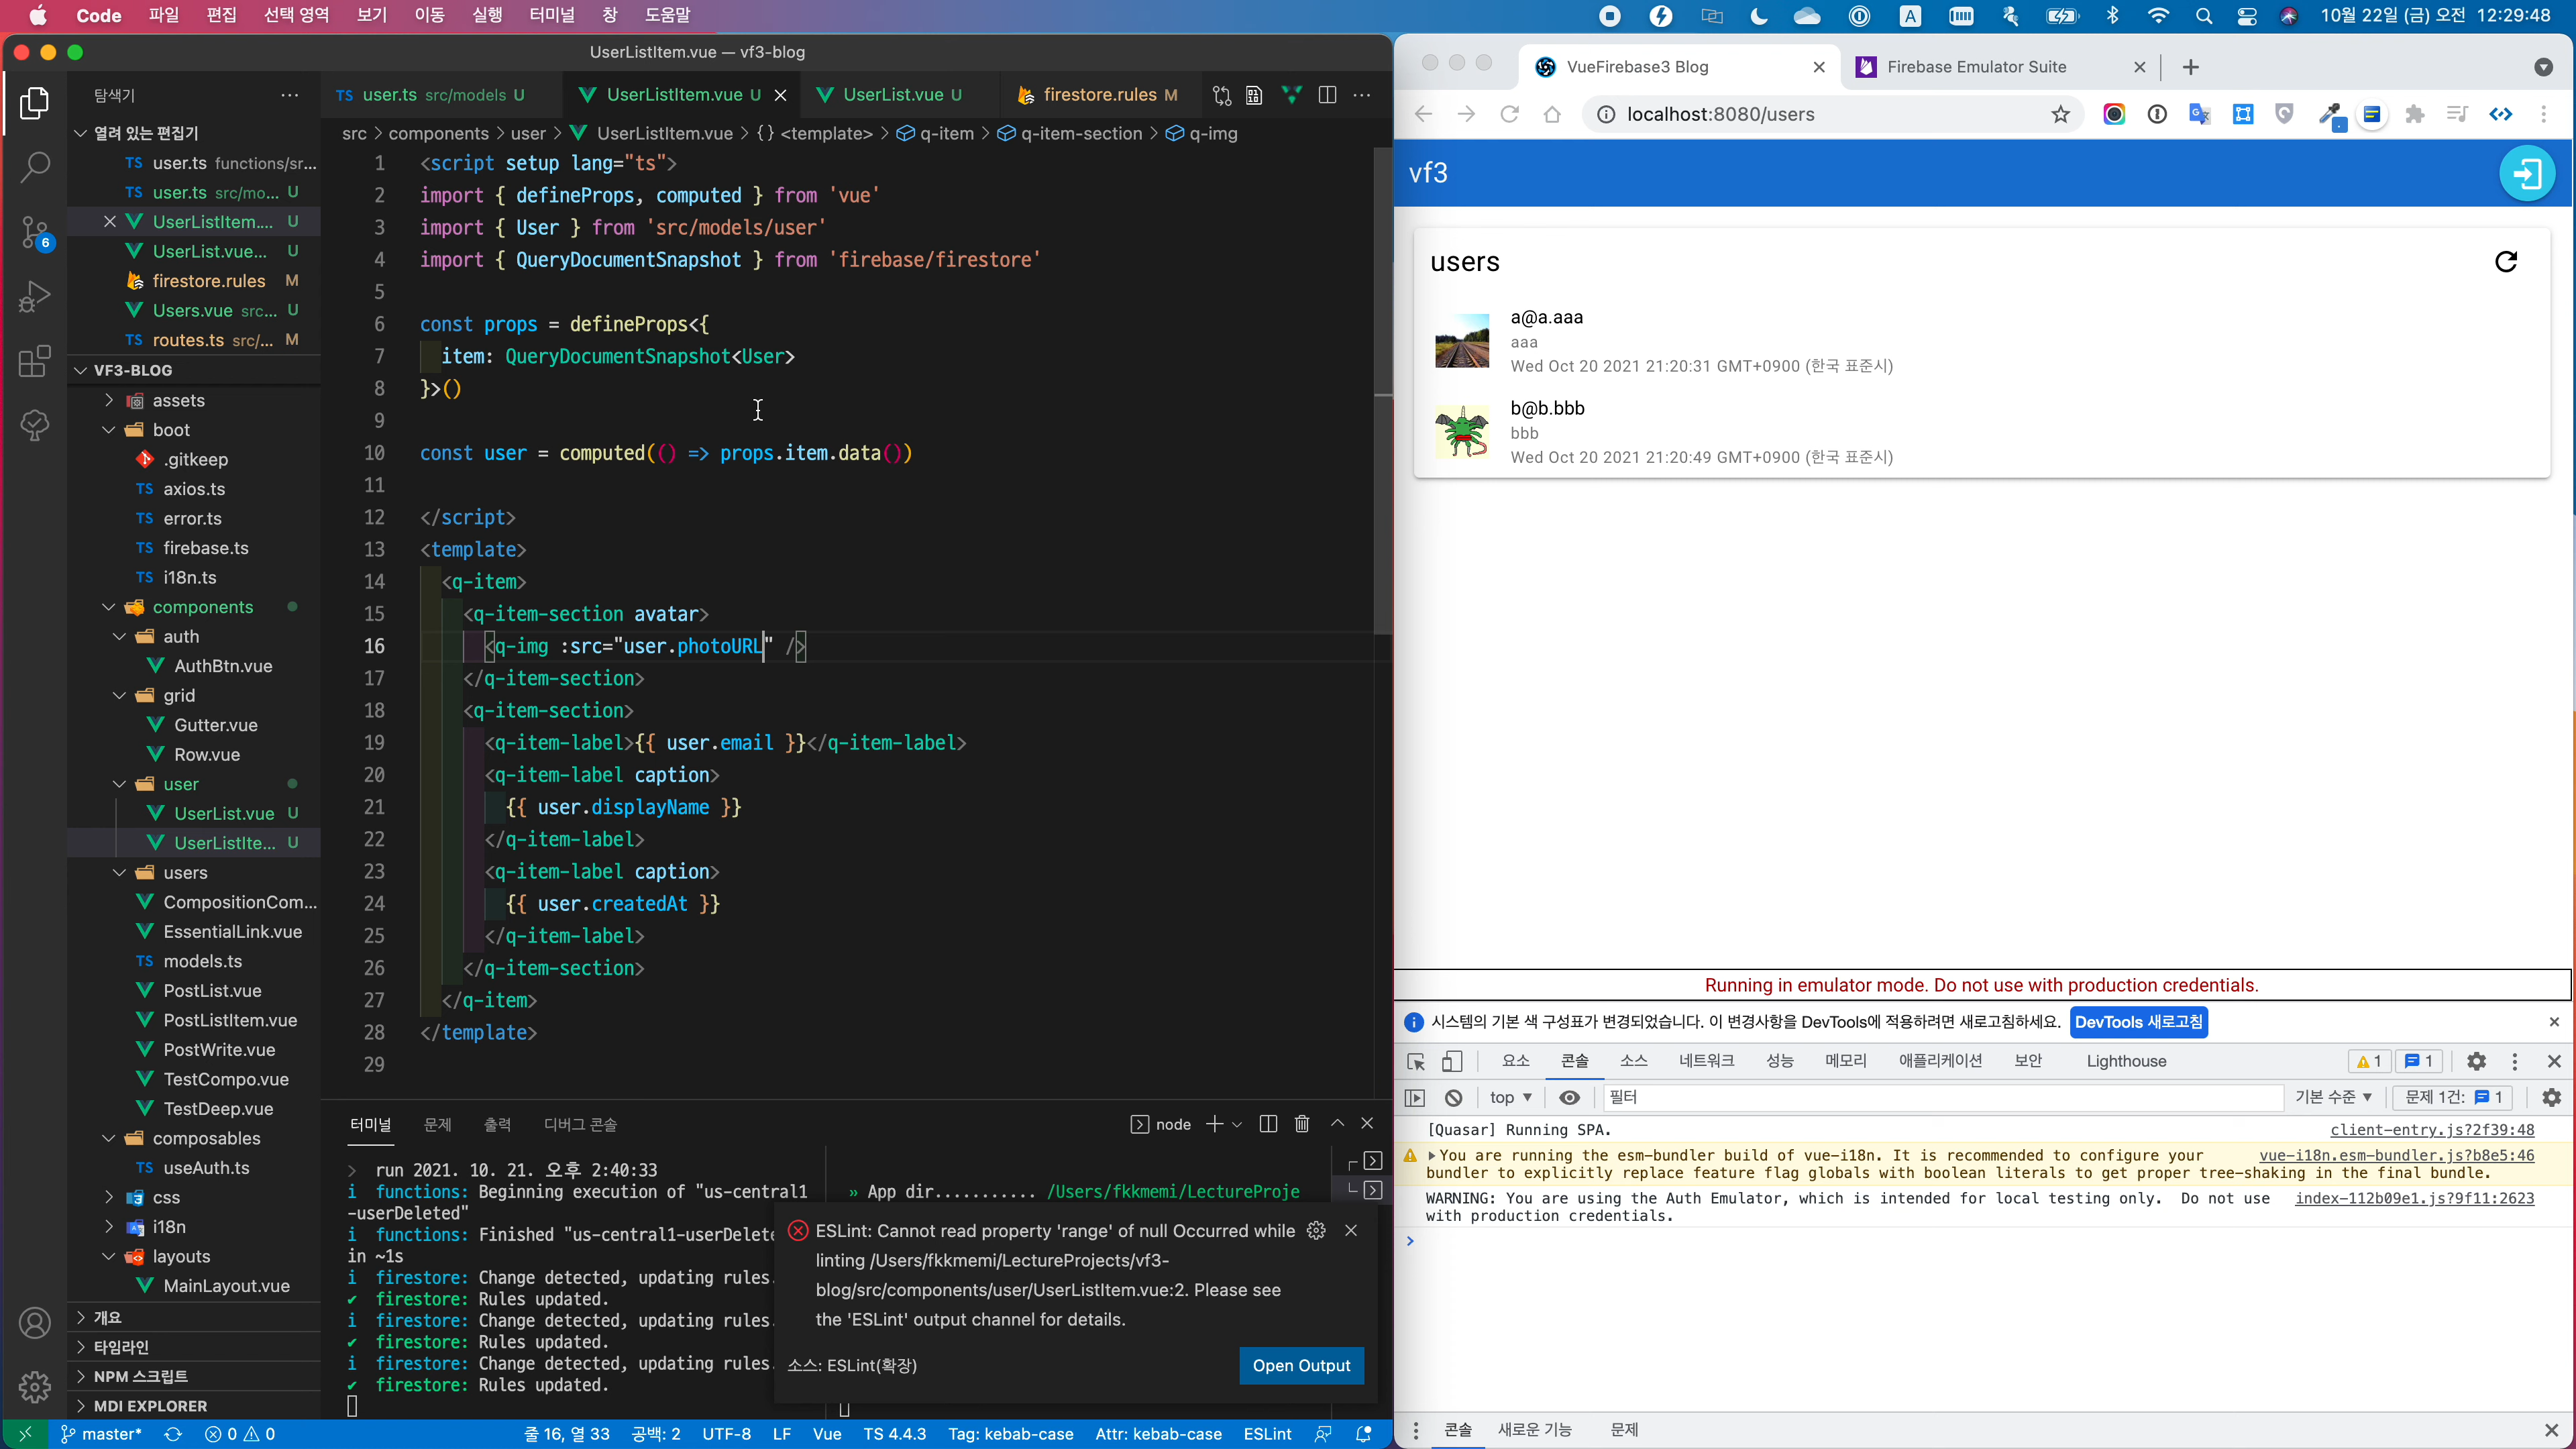 Code 파일 편집 선택 영역 보기 이동 실행 터미널 창 도움말
10월 22일 (금) 오전 12:29:48
UserListItem.vue — vf3-blog
탐색기
열려 있는 편집기
TS user.ts functions/sr...
TS user.ts src/mo... U
UserListItem.... U
UserList.vue... U
firestore.rules M
Users.vue src... U
TS routes.ts src/... M
VF3-BLOG
assets
boot
.gitkeep
TS axios.ts
TS error.ts
TS firebase.ts
TS i18n.ts
components
auth
AuthBtn.vue
grid
Gutter.vue
Row.vue
user
UserList.vue U
UserListIte... U
users
CompositionCom...
EssentialLink.vue
TS models.ts
PostList.vue
PostListItem.vue
PostWrite.vue
TestCompo.vue
TestDeep.vue
composables
TS useAuth.ts
css
i18n
layouts
MainLayout.vue
개요
타임라인
NPM 스크립트
MDI EXPLORER
6
TS user.ts src/models U
UserListItem.vue U
UserList.vue U
firestore.rules M
src > components > user > UserListItem.vue > {} <template> > q-item > q-item-section > q-img
1 <script setup lang="ts">
2 import { defineProps, computed } from 'vue'
3 import { User } from 'src/models/user'
4 import { QueryDocumentSnapshot } from 'firebase/firestore'
5
6 const props = defineProps<{
7 item: QueryDocumentSnapshot<User>
8 }>()
9
10 const user = computed(() => props.item.data())
11
12 </script>
13 <template>
14 <q-item>
15 <q-item-section avatar>
16 <q-img :src="user.photoURL" />
17 </q-item-section>
18 <q-item-section>
19 <q-item-label>{{ user.email }}</q-item-label>
20 <q-item-label caption>
21 {{ user.displayName }}
22 </q-item-label>
23 <q-item-label caption>
24 {{ user.createdAt }}
25 </q-item-label>
26 </q-item-section>
27 </q-item>
28 </template>
29
터미널 문제 출력 디버그 콘솔
node
> run 2021. 10. 21. 오후 2:40:33
i functions: Beginning execution of "us-central1
-userDeleted"
i functions: Finished "us-central1-userDelete
in ~1s
i firestore: Change detected, updating rules.
✔ firestore: Rules updated.
i firestore: Change detected, updating rules.
✔ firestore: Rules updated.
i firestore: Change detected, updating rules.
✔ firestore: Rules updated.
» App dir........... /Users/fkkmemi/LectureProje
ESLint: Cannot read property 'range' of null Occurred while
linting /Users/fkkmemi/LectureProjects/vf3-
blog/src/components/user/UserListItem.vue:2. Please see
the 'ESLint' output channel for details.
소스: ESLint(확장)
Open Output
master* 0 0 줄 16, 열 33 공백: 2 UTF-8 LF Vue TS 4.4.3 Tag: kebab-case Attr: kebab-case ESLint
VueFirebase3 Blog
Firebase Emulator Suite
localhost:8080/users
vf3
users
a@a.aaa
aaa
Wed Oct 20 2021 21:20:31 GMT+0900 (한국 표준시)
b@b.bbb
bbb
Wed Oct 20 2021 21:20:49 GMT+0900 (한국 표준시)
Running in emulator mode. Do not use with production credentials.
시스템의 기본 색 구성표가 변경되었습니다. 이 변경사항을 DevTools에 적용하려면 새로고침하세요. DevTools 새로고침
요소 콘솔 소스 네트워크 성능 메모리 애플리케이션 보안 Lighthouse 1 1
top ▼ 필터 기본 수준 ▼ 문제 1건: 1
[Quasar] Running SPA. client-entry.js?2f39:48
You are running the esm-bundler build of vue-i18n. It is recommended to configure your vue-i18n.esm-bundler.js?b8e5:46
bundler to explicitly replace feature flag globals with boolean literals to get proper tree-shaking in the final bundle.
WARNING: You are using the Auth Emulator, which is intended for local testing only. Do not use index-112b09e1.js?9f11:2623
with production credentials.
콘솔 새로운 기능 문제